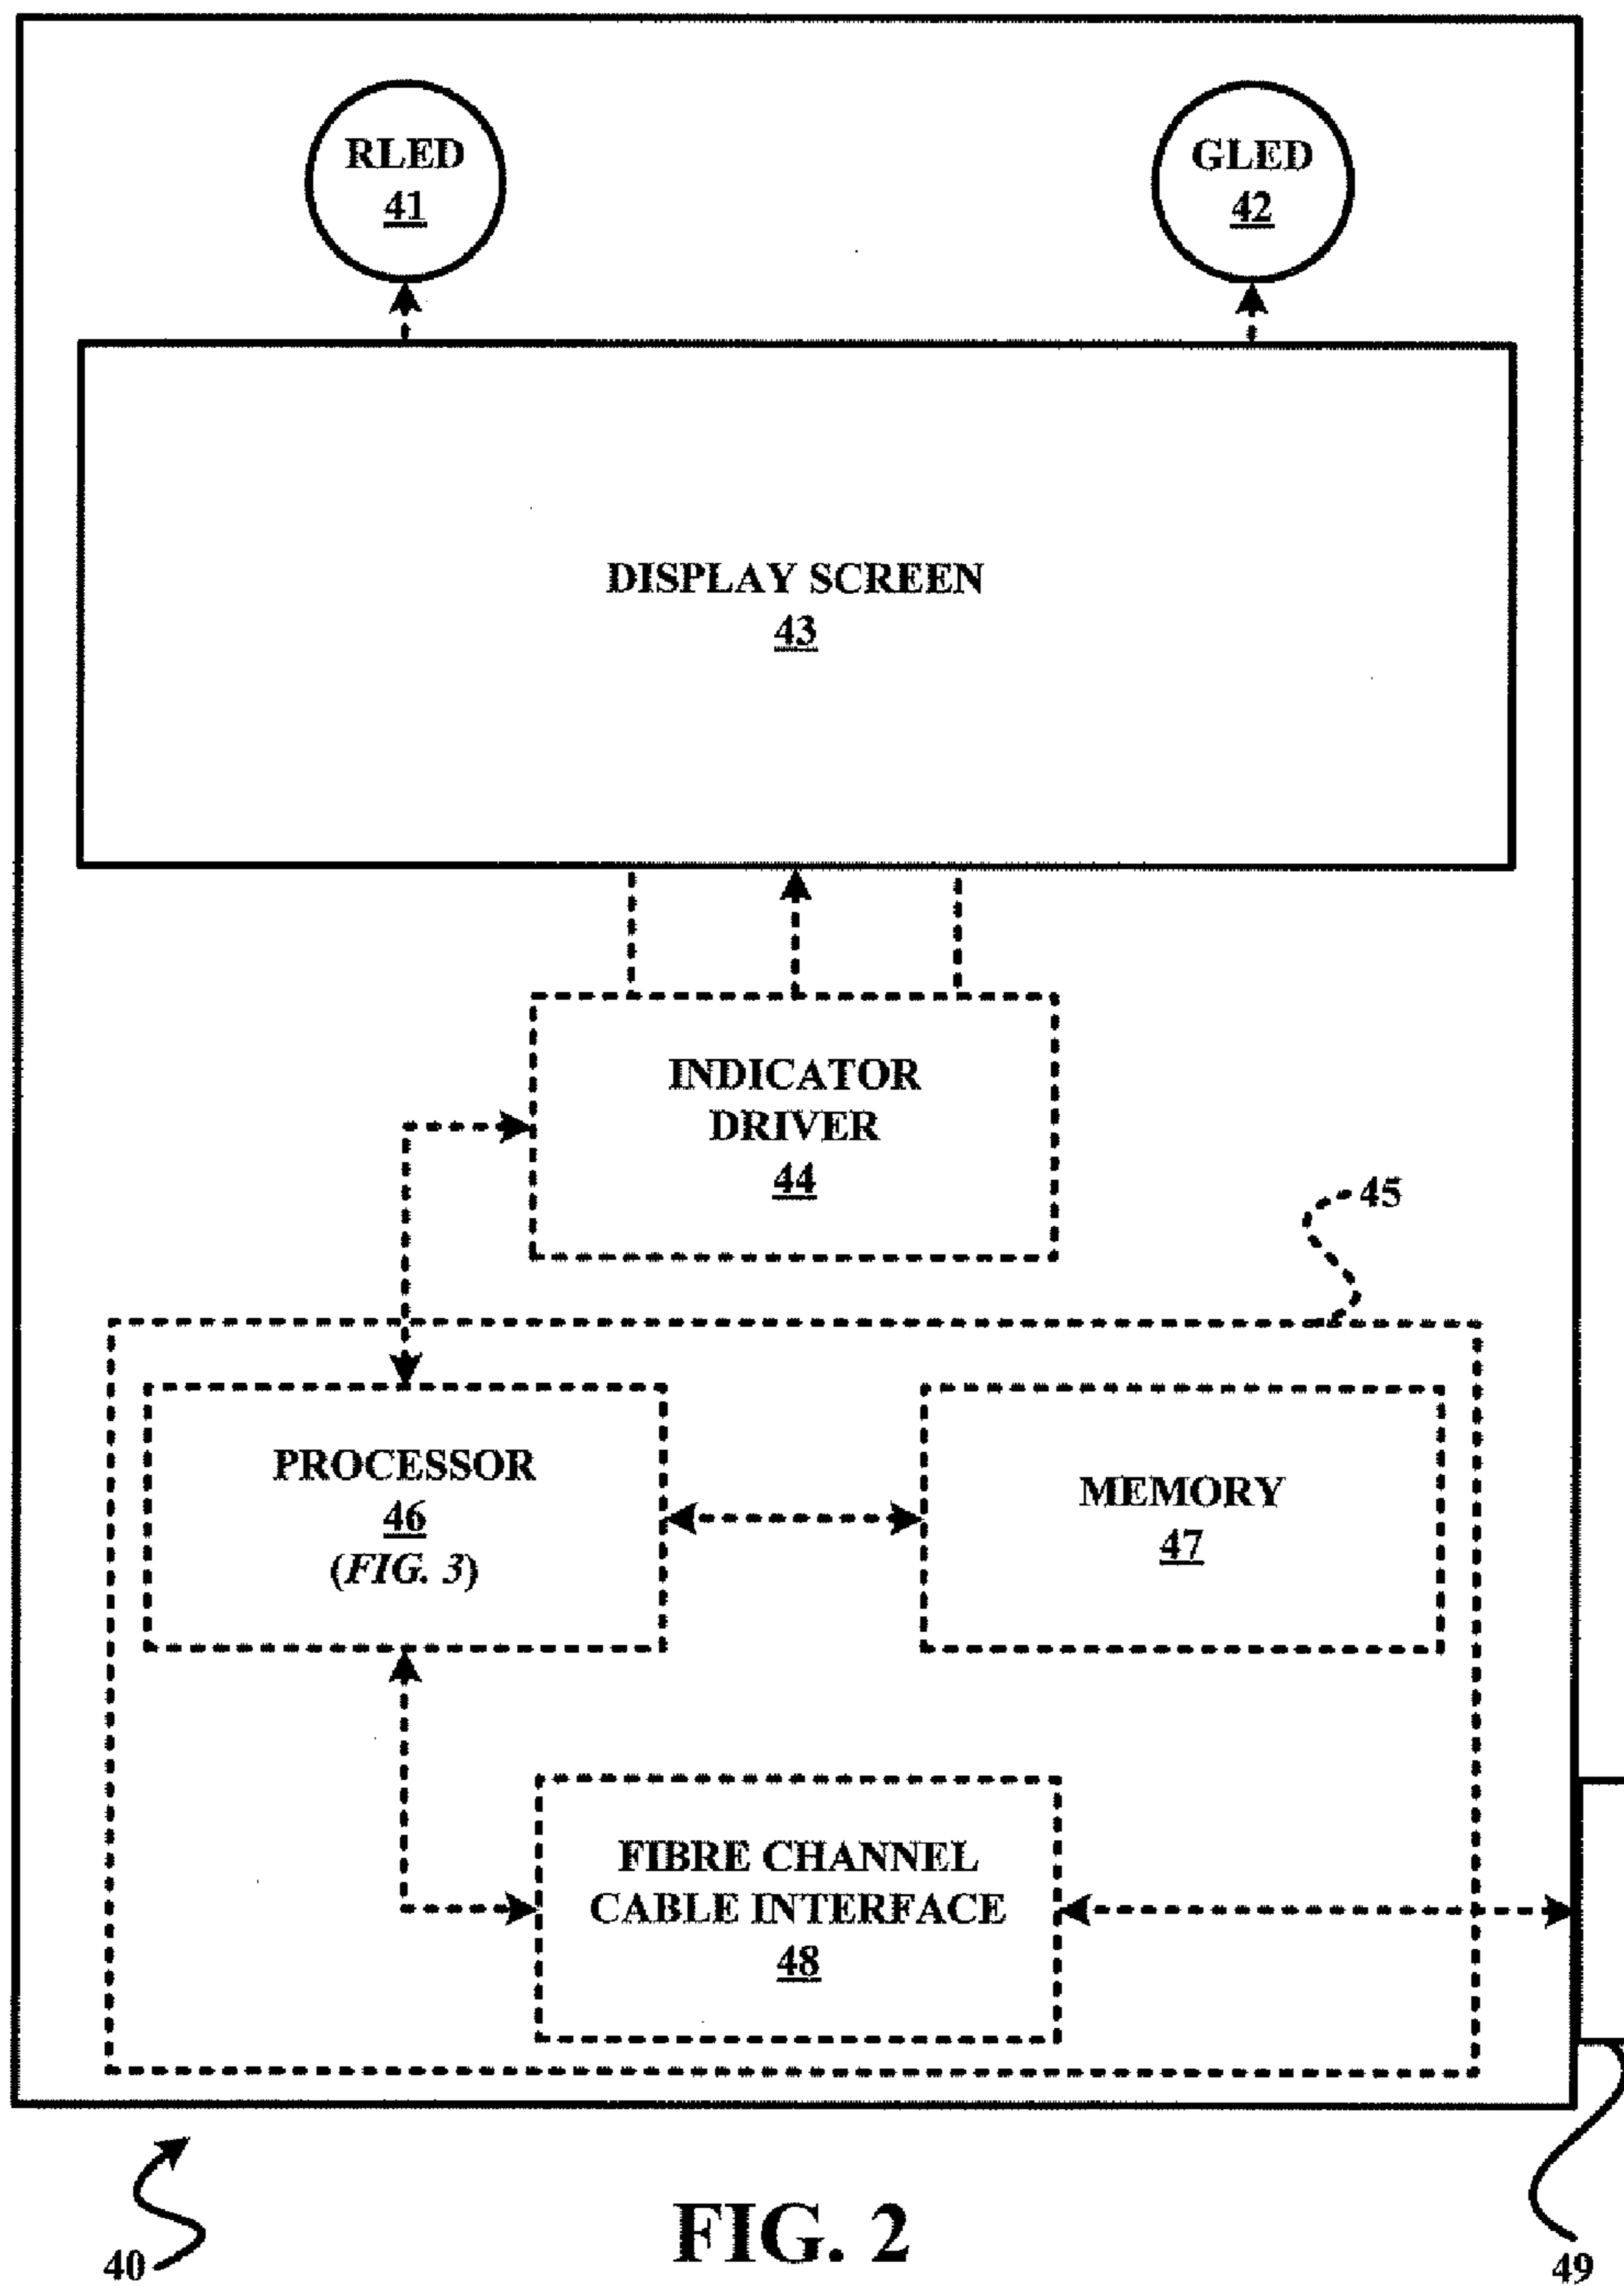 RLED
41
GLED
42
DISPLAY SCREEN
43
INDICATOR
DRIVER
44
45
PROCESSOR
46
(FIG. 3)
MEMORY
47
FIBRE CHANNEL
CABLE INTERFACE
48
40
FIG. 2
49